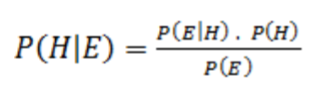 P(H|E) = P(E|H) . P(H) / P(E)